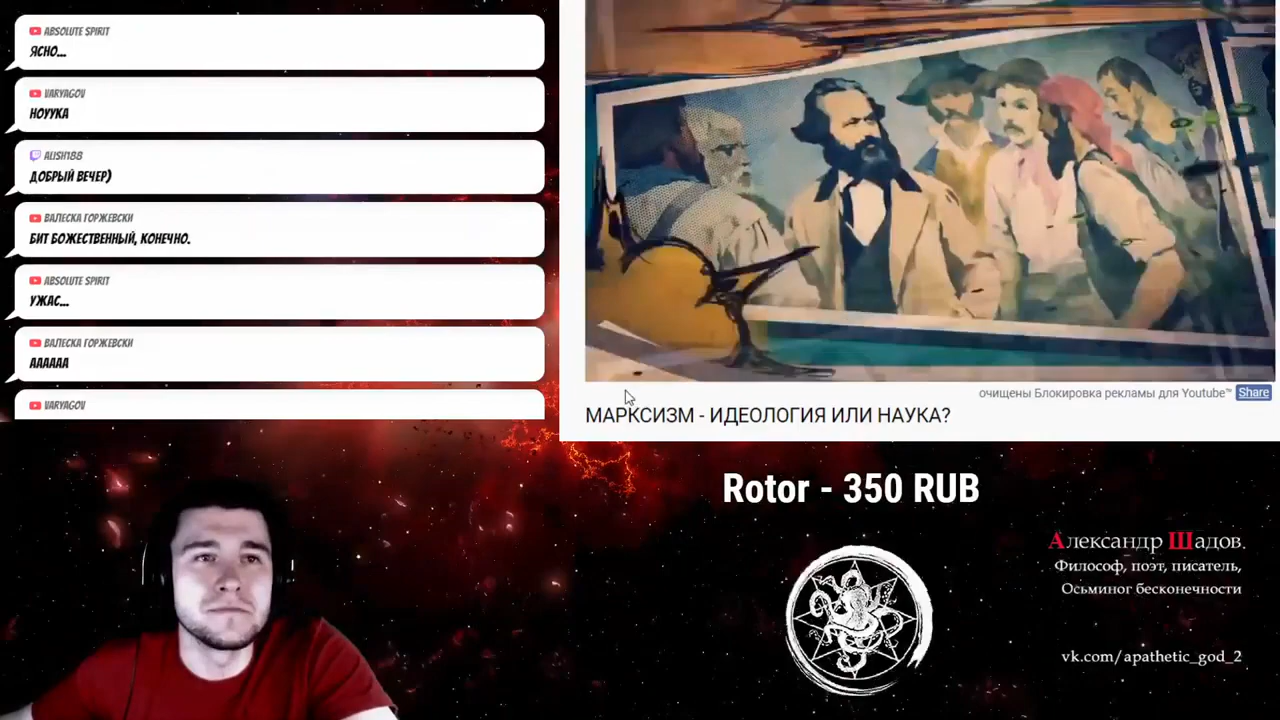 ABSOLUTE SPIRIT
ЯСНО...
VARYAGOV
НОУУКА
ALISH188
ДОБРЫЙ ВЕЧЕР)
ВАЛЕСКА ГОРЖЕВСКИ
БИТ БОЖЕСТВЕННЫЙ, КОНЕЧНО.
ABSOLUTE SPIRIT
УЖАС...
ВАЛЕСКА ГОРЖЕВСКИ
АААААА
VARYAGOV
очищены Блокировка рекламы для Youtube™ Share
МАРКСИЗМ - ИДЕОЛОГИЯ ИЛИ НАУКА?
Rotor - 350 RUB
Александр Шадов.
Философ, поэт, писатель,
Осьминог бесконечности
vk.com/apathetic_god_2